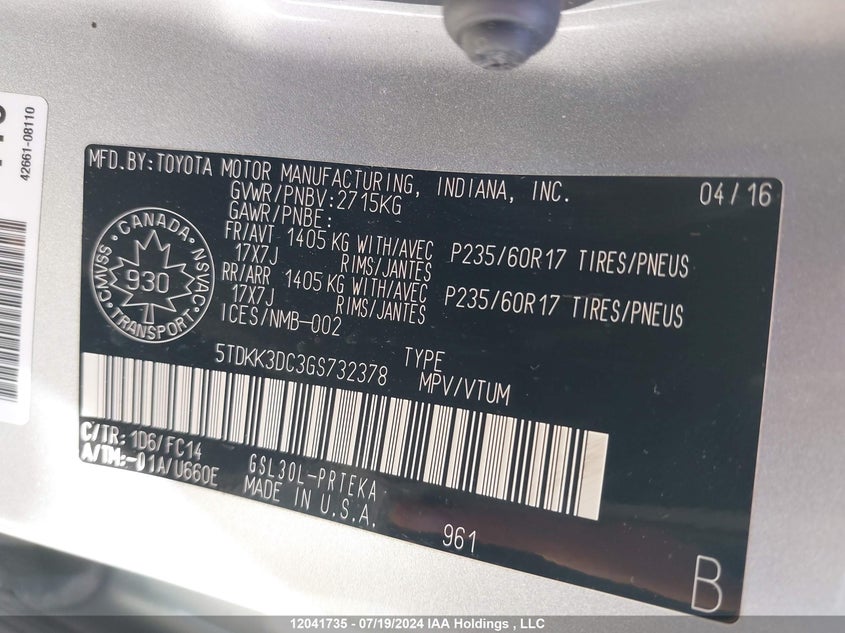 42661-08110
MFD.BY:TOYOTA MOTOR MANUFACTURING, INDIANA, INC. 04/16
GVWR/PNBV:2715KG
GAWR/PNBE:
FR/AVT 1405 KG WITH/AVEC P235/60R17 TIRES/PNEUS
17X7J RIMS/JANTES
RR/ARR 1405 KG WITH/AVEC P235/60R17 TIRES/PNEUS
17X7J RIMS/JANTES
ICES/NMB-002
CANADA
CMVSS NSVAC
930
TRANSPORT
5TDKK3DC3GS732378 TYPE
MPV/VTUM
C/TR: 1D6/FC14
A/TM:-01A/U660E
GSL30L-PRTEKA
MADE IN U.S.A.
961
B
12041735 - 07/19/2024 IAA Holdings , LLC